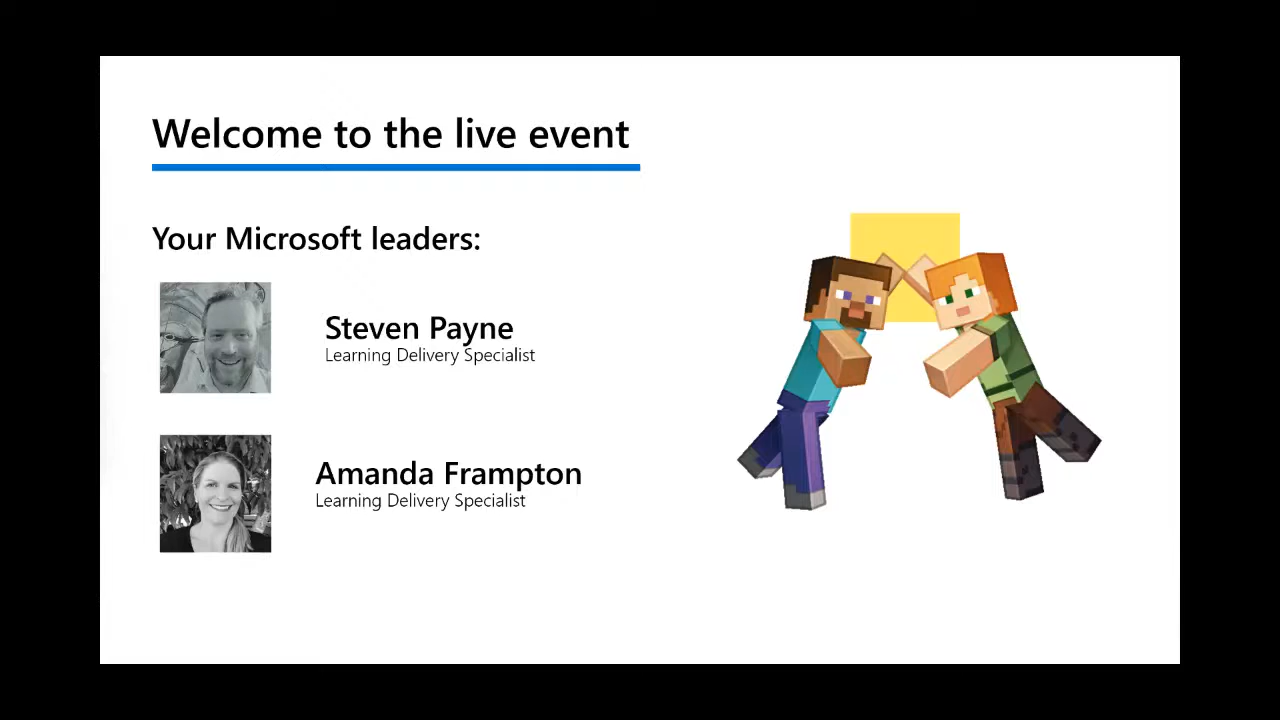 Welcome to the live event
Your Microsoft leaders:
Steven Payne
Learning Delivery Specialist
Amanda Frampton
Learning Delivery Specialist